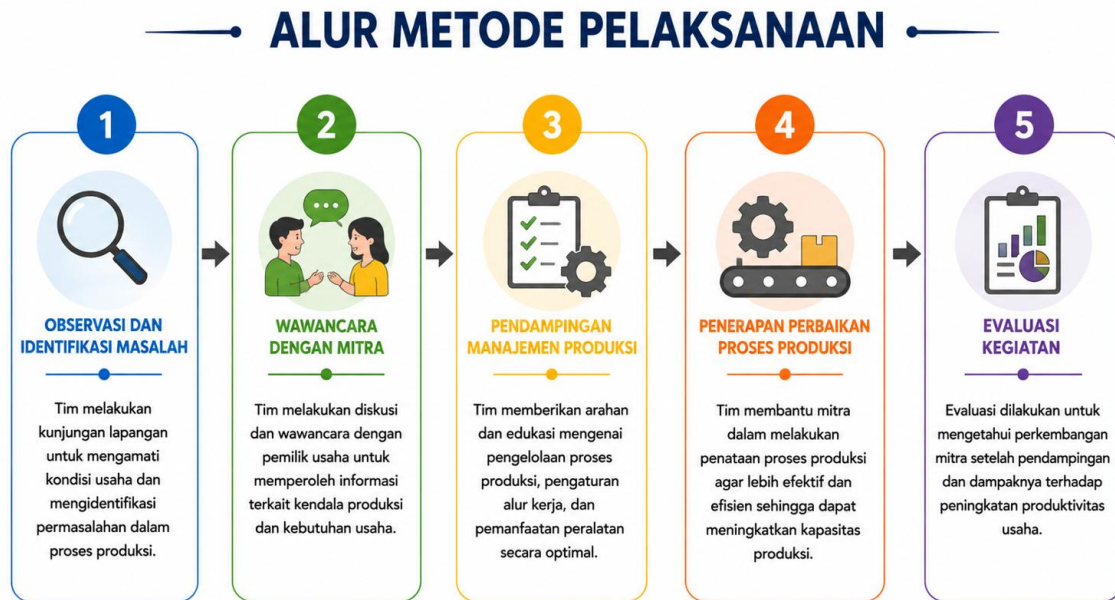 ALUR METODE PELAKSANAAN
1
OBSERVASI DAN
IDENTIFIKASI MASALAH
Tim melakukan
kunjungan lapangan
untuk mengamati
kondisi usaha dan
mengidentifikasi
permasalahan dalam
proses produksi.
2
WAWANCARA
DENGAN MITRA
Tim melakukan diskusi
dan wawancara dengan
pemilik usaha untuk
memperoleh informasi
terkait kendala produksi
dan kebutuhan usaha.
3
PENDAMPINGAN
MANAJEMEN PRODUKSI
Tim memberikan arahan
dan edukasi mengenai
pengelolaan proses
produksi, pengaturan
alur kerja, dan
pemanfaatan peralatan
secara optimal.
4
PENERAPAN PERBAIKAN
PROSES PRODUKSI
Tim membantu mitra
dalam melakukan
penataan proses produksi
agar lebih efektif dan
efisien sehingga dapat
meningkatkan kapasitas
produksi.
5
EVALUASI
KEGIATAN
Evaluasi dilakukan untuk
mengetahui perkembangan
mitra setelah pendampingan
dan dampaknya terhadap
peningkatan produktivitas
usaha.